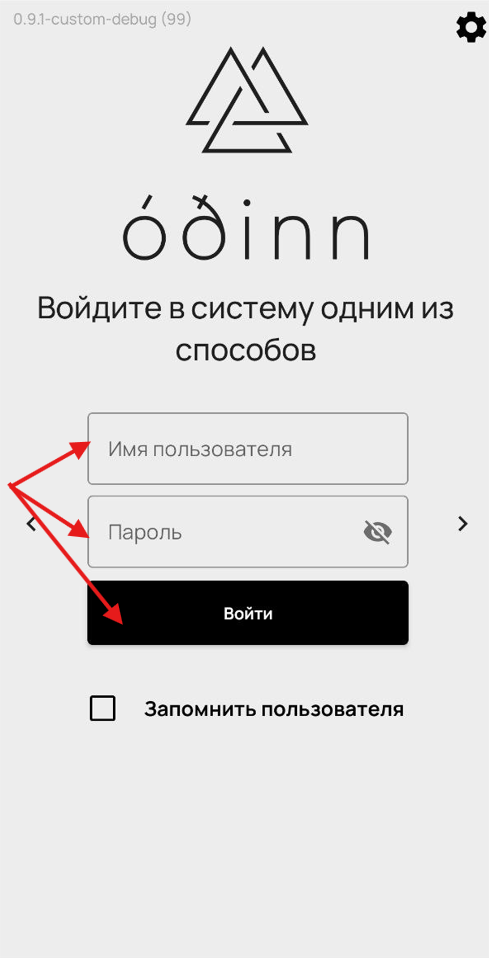 0.9.1-custom-debug (99)
óðinn
Войдите в систему одним из
способов
Имя пользователя
Пароль
Войти
Запомнить пользователя